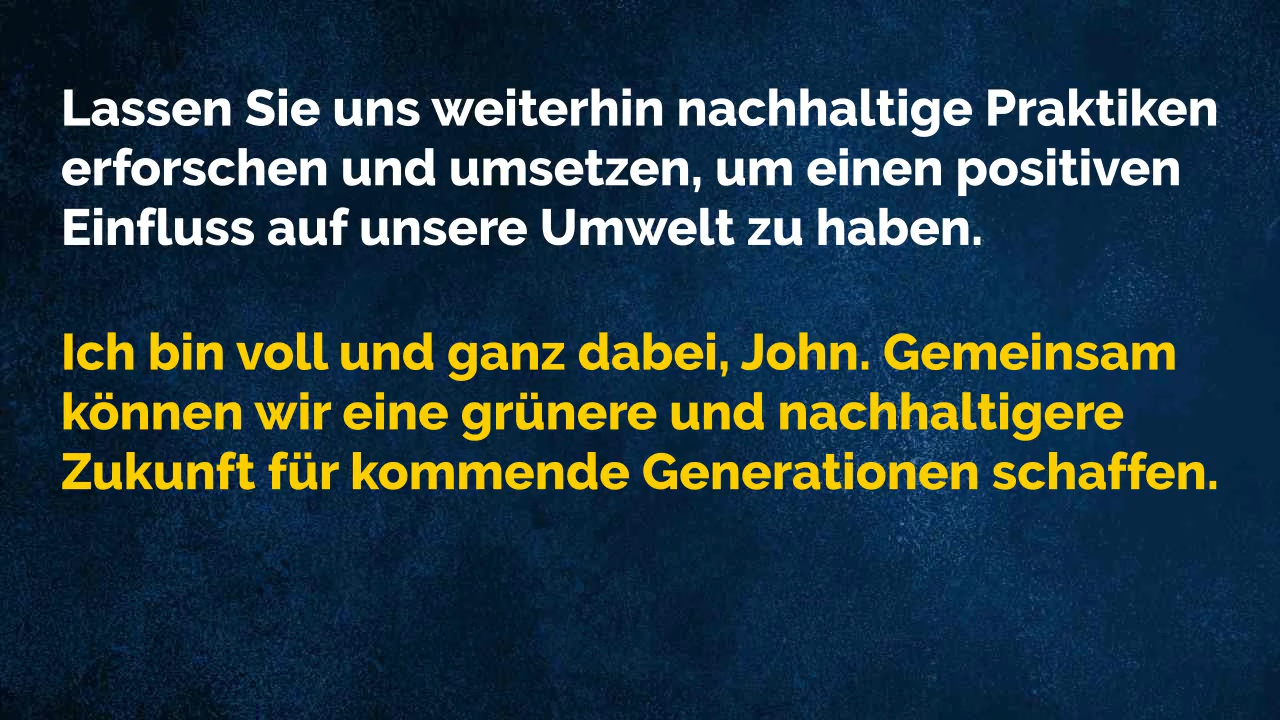 Lassen Sie uns weiterhin nachhaltige Praktiken
erforschen und umsetzen, um einen positiven
Einfluss auf unsere Umwelt zu haben.
Ich bin voll und ganz dabei, John. Gemeinsam
können wir eine grünere und nachhaltigere
Zukunft für kommende Generationen schaffen.